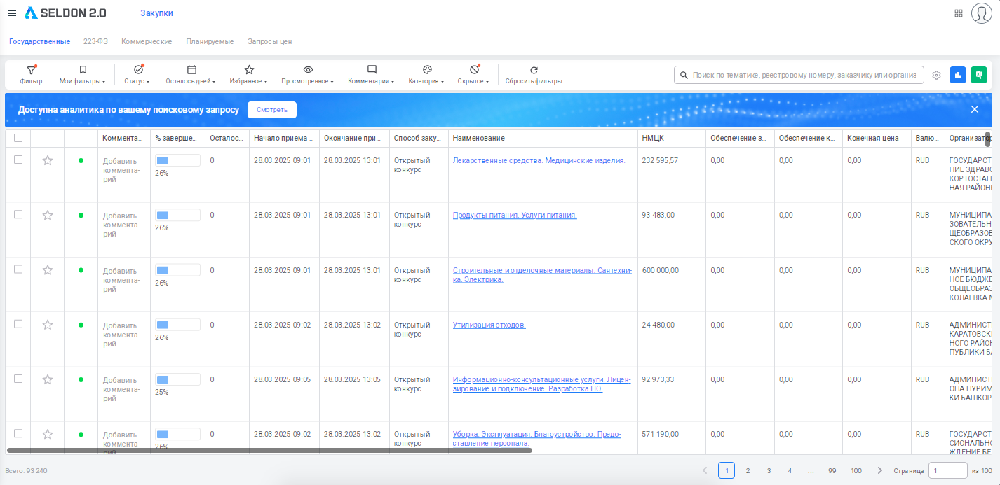 SELDON 2.0 Закупки
Государственные 223-ФЗ Коммерческие Планируемые Запросы цен
Фильтр Мои фильтры Статус Осталось дней Избранное Просмотренное Комментарии Категория Скрытое Сбросить фильтры Поиск по тематике, реестровому номеру, заказчику или организ
Доступна аналитика по вашему поисковому запросу Смотреть
Коммента... % заверше... Осталос... Начало приема ... Окончание при... Способ заку... Наименование НМЦК Обеспечение з... Обеспечение к... Конечная цена Валю... Организатор
Добавить 28.03.2025 09:01 28.03.2025 13:01 Открытый Лекарственные средства. Медицинские изделия. 232 595,57 0,00 0,00 0,00 RUB ГОСУДАРСТ
0
коммента- конкурс НИЕ ЗДРАВО
26%
рий КОРТОСТАН
НАЯ РАЙОНН
Добавить 0 28.03.2025 09:01 28.03.2025 13:01 Открытый Продукты питания. Услуги питания. 93 483,00 0,00 0,00 0,00 RUB МУНИЦИПА
коммента- конкурс ЗОВАТЕЛЬН
26%
рий ЩЕОБРАЗОВ
СКОГО ОКРУ
Добавить 0 28.03.2025 09:01 28.03.2025 13:01 Открытый Строительные и отделочные материалы. Сантехни- 600 000,00 0,00 0,00 0,00 RUB МУНИЦИПА
коммента- конкурс ка. Электрика. НОЕ БЮДЖЕ
26%
рий ОБЩЕОБРАЗ
КОЛАЕВКА М
Добавить 0 28.03.2025 09:02 28.03.2025 13:02 Открытый Утилизация отходов. 24 480,00 0,00 0,00 0,00 RUB АДМИНИСТ
коммента- конкурс КАРАТОВСК
26%
рий НОГО РАЙОН
ПУБЛИКИ БА
Добавить 0 28.03.2025 09:05 28.03.2025 13:05 Открытый Информационно-консультационные услуги. Лицен- 92 973,33 0,00 0,00 0,00 RUB АДМИНИСТ
коммента- конкурс зирование и подключение. Разработка ПО. ОНА НУРИМ
25%
рий КИ БАШКОР
Добавить 0 28.03.2025 09:02 28.03.2025 13:02 Открытый Уборка. Эксплуатация. Благоустройство. Предо- 571 190,00 0,00 0,00 0,00 RUB ГОСУДАРСТ
коммента- конкурс ставление персонала. СИОНАЛЬНО
26%
рий ЖДЕНИЕ БЕ
Всего: 93 240 1 2 3 4 ... 99 100 Страница 1 из 100